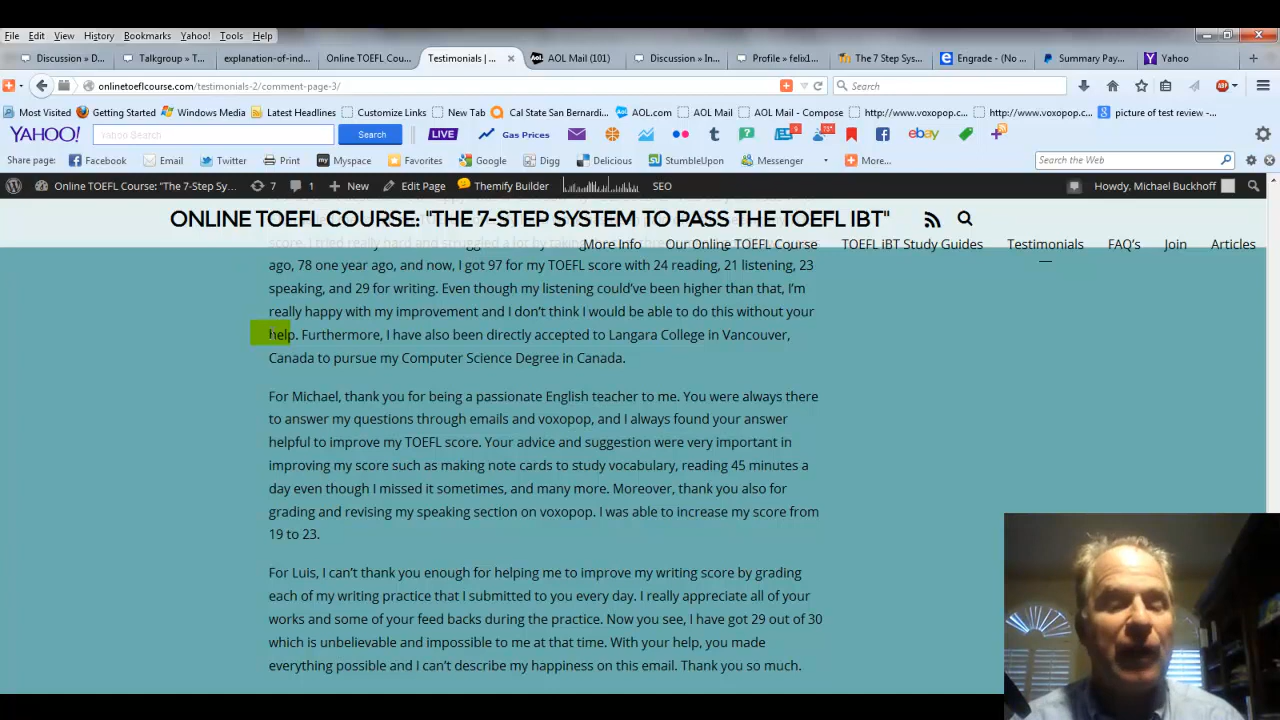 File Edit View History Bookmarks Yahoo! Tools Help
Discussion » D... Talkgroup » T... explanation-of-ind... Online TOEFL Cou... Testimonials | ... AOL Mail (101) Discussion » In... Profile » felix1... The 7 Step Sys... Engrade - (No ... Summary Pay... Yahoo
onlinetoeflcourse.com/testimonials-2/comment-page-3/ Search
Most Visited Getting Started Windows Media Latest Headlines Customize Links New Tab Cal State San Bernardi... AOL.com AOL Mail AOL Mail - Compose http://www.voxopop.c... http://www.voxopop.c... picture of test review -...
YAHOO! Yahoo Search Search LIVE Gas Prices ebay
Share page: Facebook Email Twitter Print Myspace Favorites Google Digg Delicious StumbleUpon Messenger More... Search the Web
Online TOEFL Course: "The 7-Step Sy... 7 1 New Edit Page Themify Builder SEO Howdy, Michael Buckhoff
ONLINE TOEFL COURSE: "THE 7-STEP SYSTEM TO PASS THE TOEFL IBT"
More Info Our Online TOEFL Course TOEFL iBT Study Guides Testimonials FAQ's Join Articles
score. I tried really hard and struggled a lot by taking
ago, 78 one year ago, and now, I got 97 for my TOEFL score with 24 reading, 21 listening, 23
speaking, and 29 for writing. Even though my listening could've been higher than that, I'm
really happy with my improvement and I don't think I would be able to do this without your
help. Furthermore, I have also been directly accepted to Langara College in Vancouver,
Canada to pursue my Computer Science Degree in Canada.
For Michael, thank you for being a passionate English teacher to me. You were always there
to answer my questions through emails and voxopop, and I always found your answer
helpful to improve my TOEFL score. Your advice and suggestion were very important in
improving my score such as making note cards to study vocabulary, reading 45 minutes a
day even though I missed it sometimes, and many more. Moreover, thank you also for
grading and revising my speaking section on voxopop. I was able to increase my score from
19 to 23.
For Luis, I can't thank you enough for helping me to improve my writing score by grading
each of my writing practice that I submitted to you every day. I really appreciate all of your
works and some of your feed backs during the practice. Now you see, I have got 29 out of 30
which is unbelievable and impossible to me at that time. With your help, you made
everything possible and I can't describe my happiness on this email. Thank you so much.